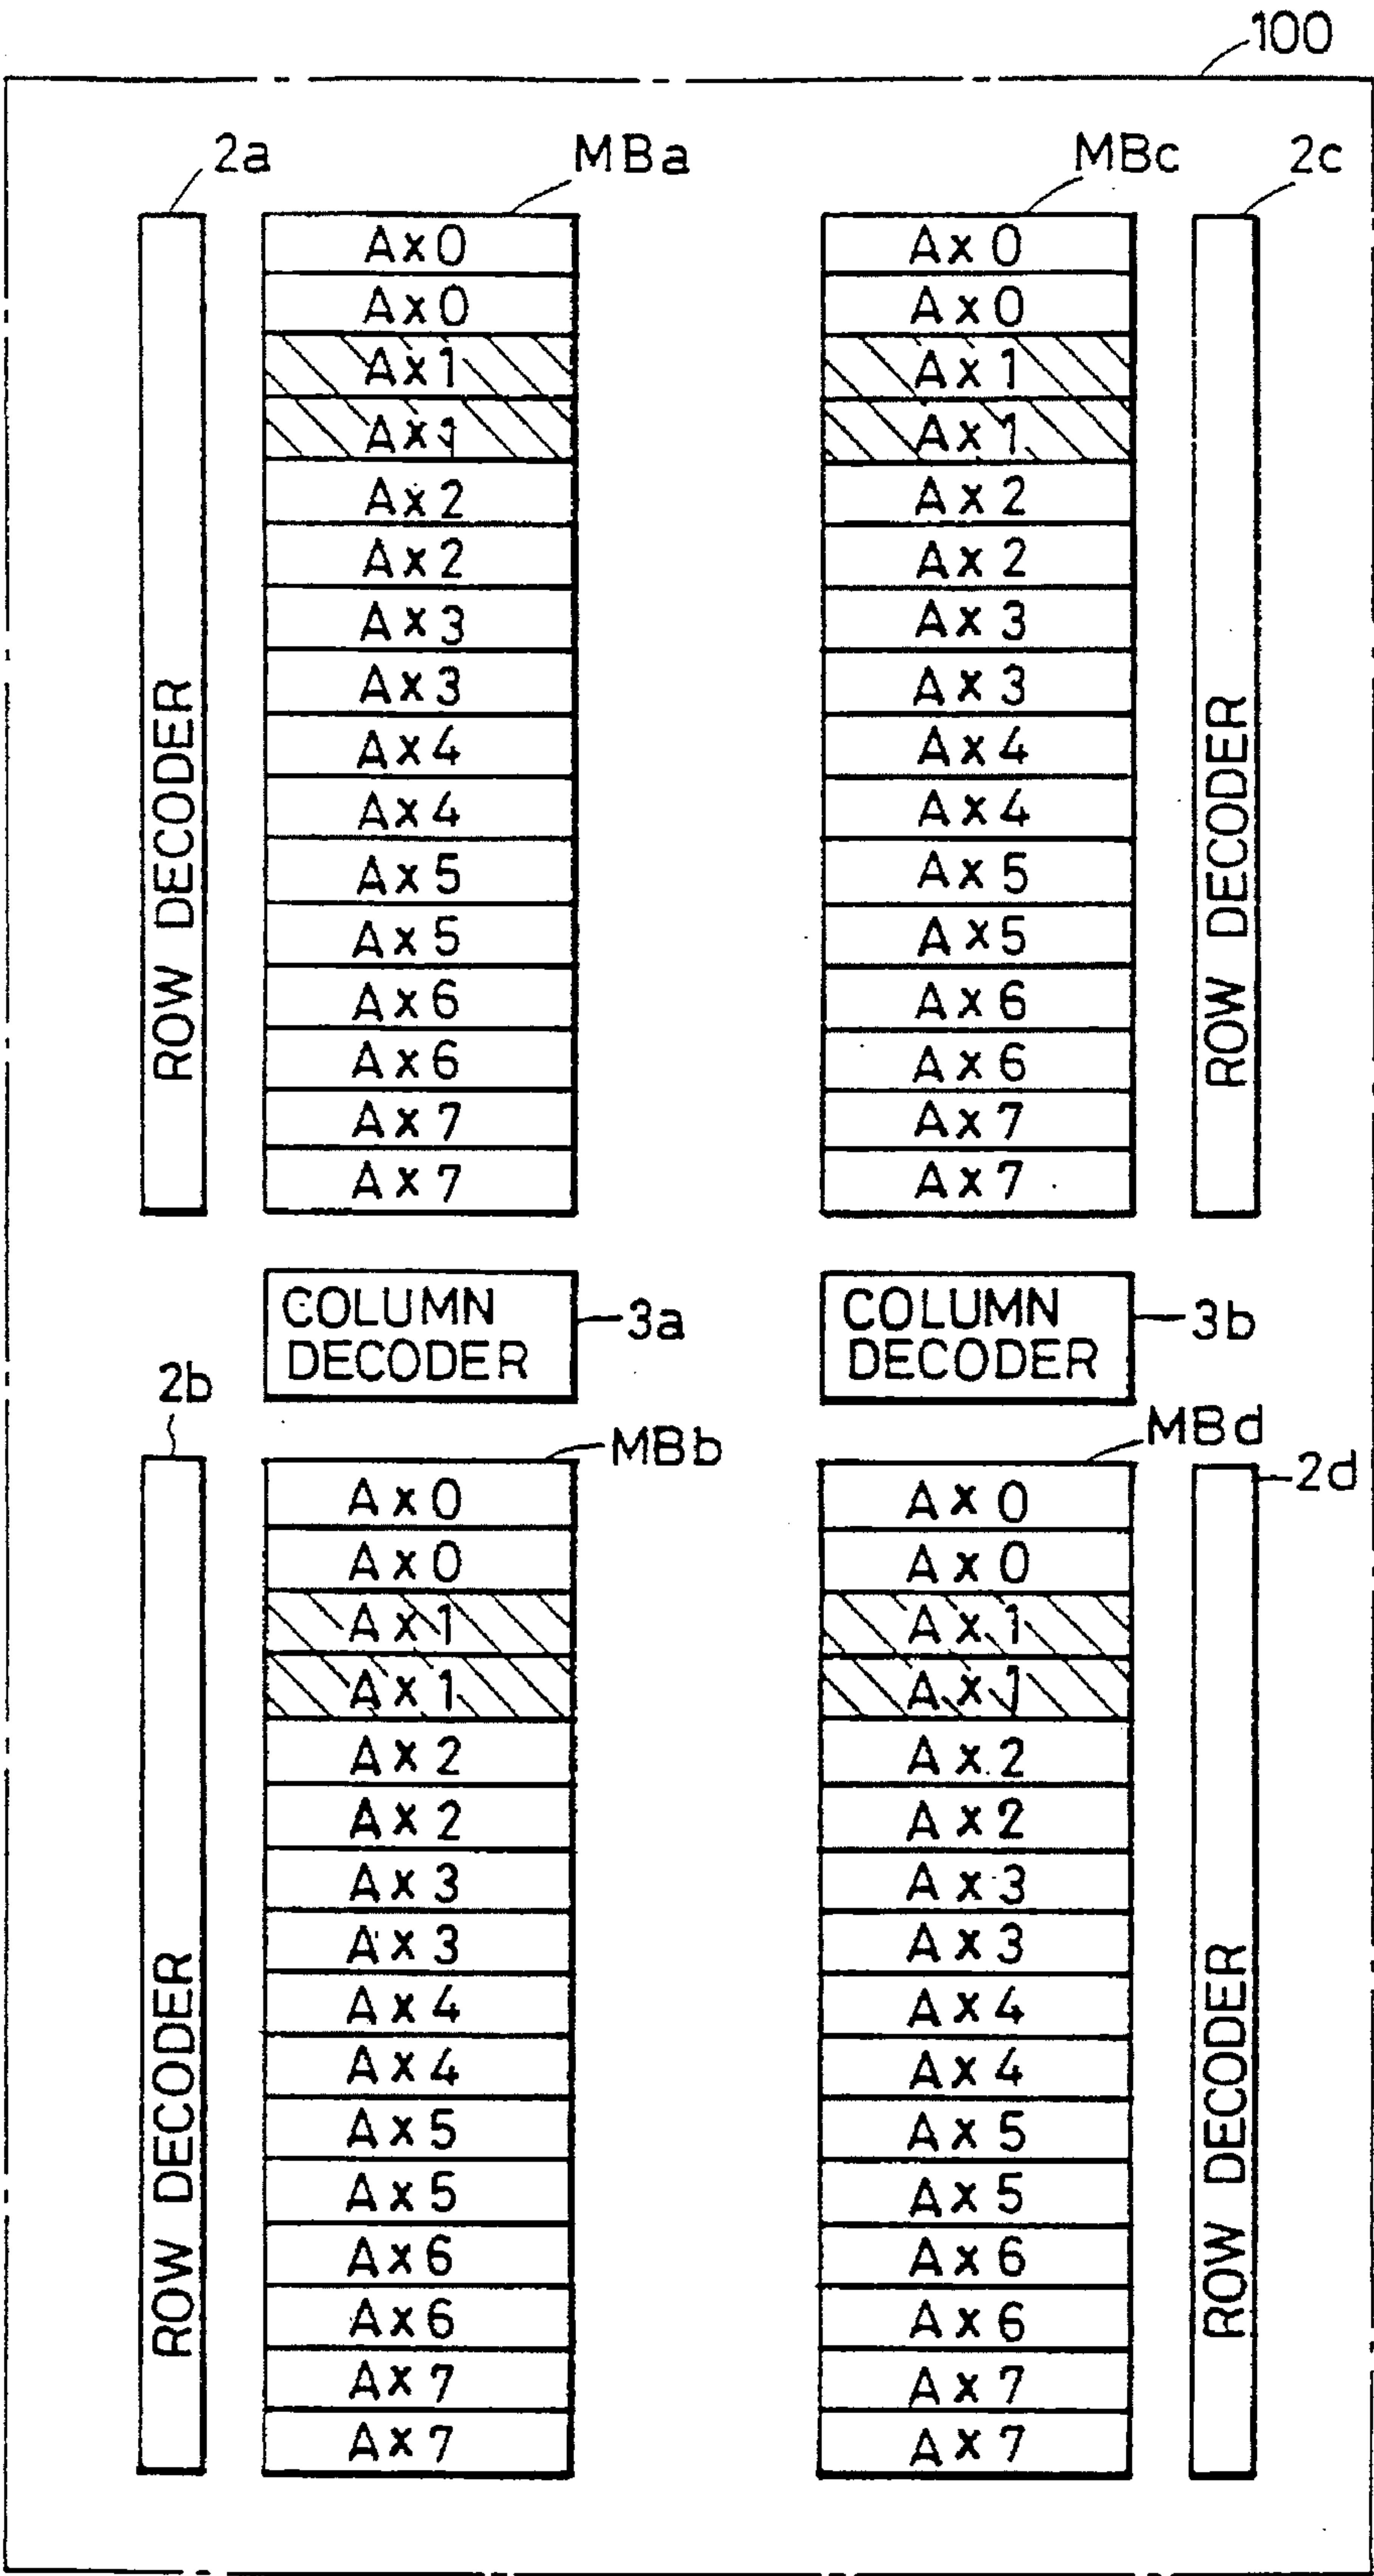 100
2a
MBa
MBc
2c
Ax0
Ax0
Ax1
Ax1
Ax2
Ax2
Ax3
Ax3
Ax4
Ax4
Ax5
Ax5
Ax6
Ax6
Ax7
Ax7
Ax0
Ax0
Ax1
Ax1
Ax2
Ax2
Ax3
Ax3
Ax4
Ax4
Ax5
Ax5
Ax6
Ax6
Ax7
Ax7
ROW DECODER
ROW DECODER
COLUMN
DECODER
3a
COLUMN
DECODER
3b
2b
MBb
MBd
2d
Ax0
Ax0
Ax1
Ax1
Ax2
Ax2
Ax3
Ax3
Ax4
Ax4
Ax5
Ax5
Ax6
Ax6
Ax7
Ax7
Ax0
Ax0
Ax1
Ax1
Ax2
Ax2
Ax3
Ax3
Ax4
Ax4
Ax5
Ax5
Ax6
Ax6
Ax7
Ax7
ROW DECODER
ROW DECODER